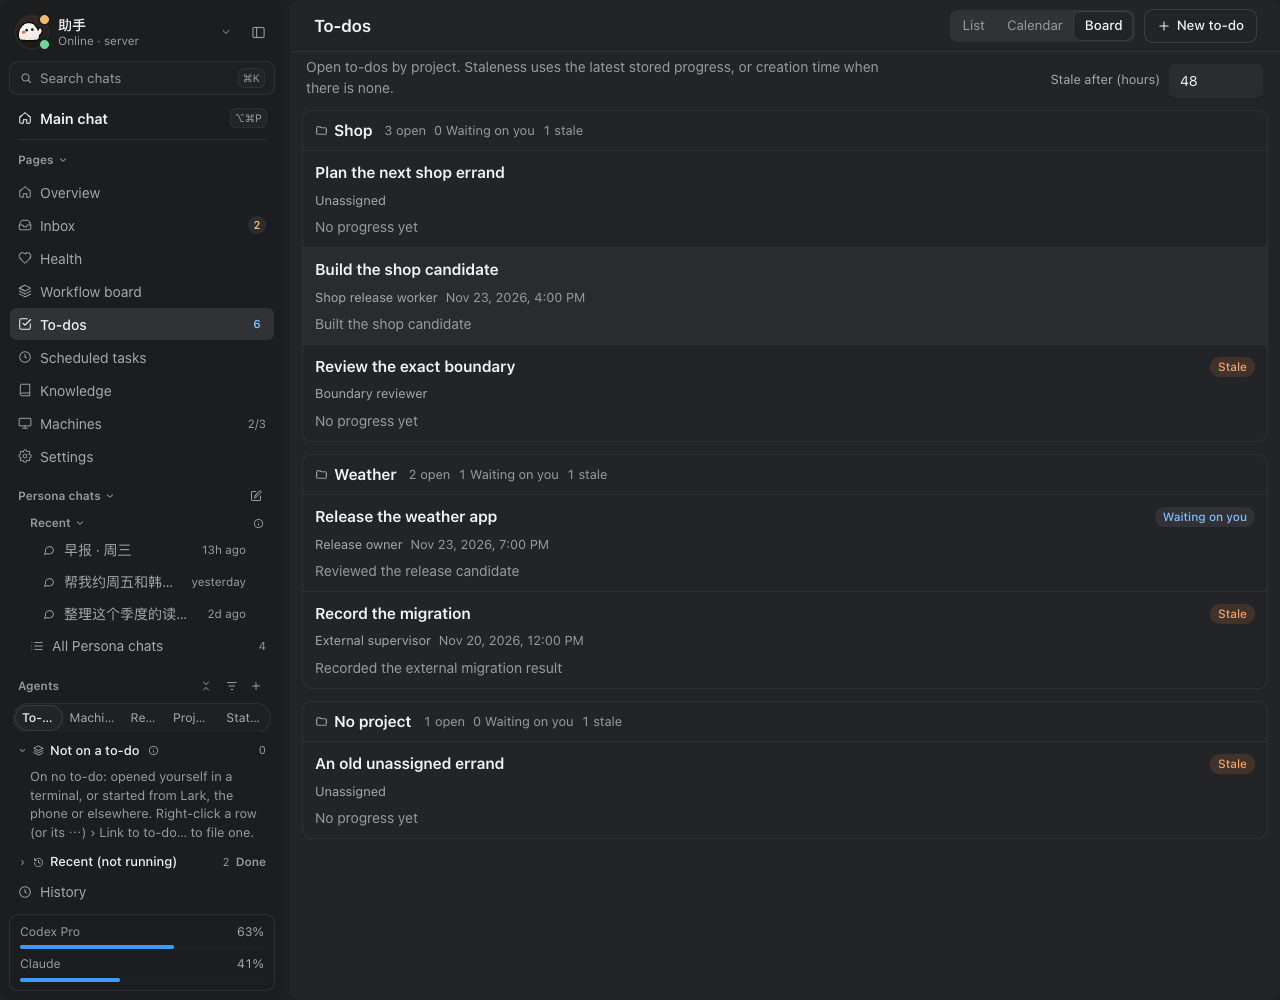 助手
Online · server
Search chats ⌘K
Main chat ⌥⌘P
Pages
Overview
Inbox 2
Health
Workflow board
To-dos 6
Scheduled tasks
Knowledge
Machines 2/3
Settings
Persona chats
Recent
早报 · 周三 13h ago
帮我约周五和韩... yesterday
整理这个季度的读... 2d ago
All Persona chats 4
Agents
To-... Machi... Re... Proj... Stat...
Not on a to-do 0
On no to-do: opened yourself in a
terminal, or started from Lark, the
phone or elsewhere. Right-click a row
(or its ···) › Link to to-do... to file one.
Recent (not running) 2 Done
History
Codex Pro 63%
Claude 41%
To-dos
List Calendar Board
+ New to-do
Open to-dos by project. Staleness uses the latest stored progress, or creation time when
there is none.
Stale after (hours) 48
Shop 3 open 0 Waiting on you 1 stale
Plan the next shop errand
Unassigned
No progress yet
Build the shop candidate
Shop release worker Nov 23, 2026, 4:00 PM
Built the shop candidate
Review the exact boundary Stale
Boundary reviewer
No progress yet
Weather 2 open 1 Waiting on you 1 stale
Release the weather app Waiting on you
Release owner Nov 23, 2026, 7:00 PM
Reviewed the release candidate
Record the migration Stale
External supervisor Nov 20, 2026, 12:00 PM
Recorded the external migration result
No project 1 open 0 Waiting on you 1 stale
An old unassigned errand Stale
Unassigned
No progress yet